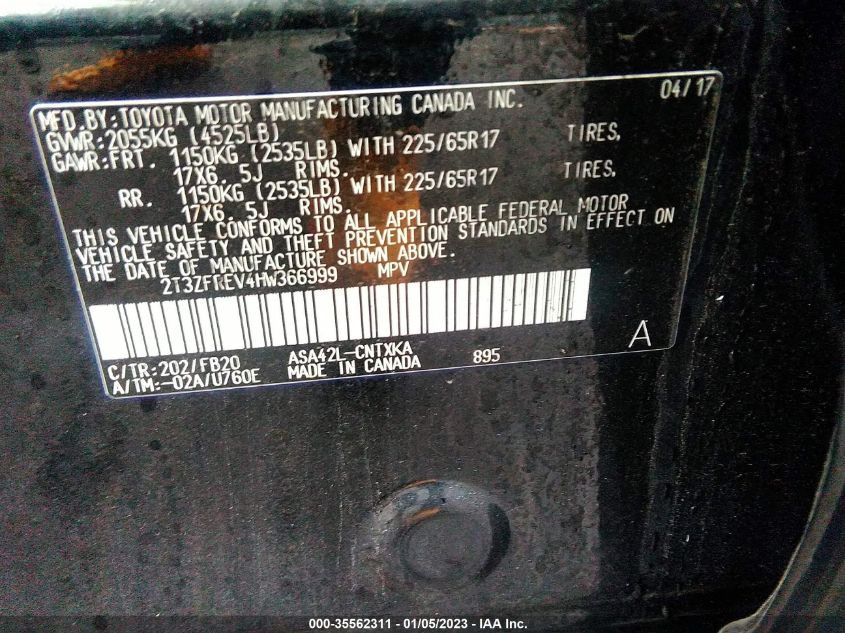 MFD.BY:TOYOTA MOTOR MANUFACTURING CANADA INC. 04/17
GVWR:2055KG (4525LB)
GAWR:FRT. 1150KG (2535LB) WITH 225/65R17 TIRES,
17X6. 5J RIMS.
RR. 1150KG (2535LB) WITH 225/65R17 TIRES,
17X6. 5J RIMS.
THIS VEHICLE CONFORMS TO ALL APPLICABLE FEDERAL MOTOR
VEHICLE SAFETY AND THEFT PREVENTION STANDARDS IN EFFECT ON
THE DATE OF MANUFACTURE SHOWN ABOVE.
2T3ZFREV4HW366999 MPV
A
C/TR:202/FB20 ASA42L-CNTXKA 895
A/TM:-02A/U760E MADE IN CANADA
000-35562311 - 01/05/2023 - IAA Inc.